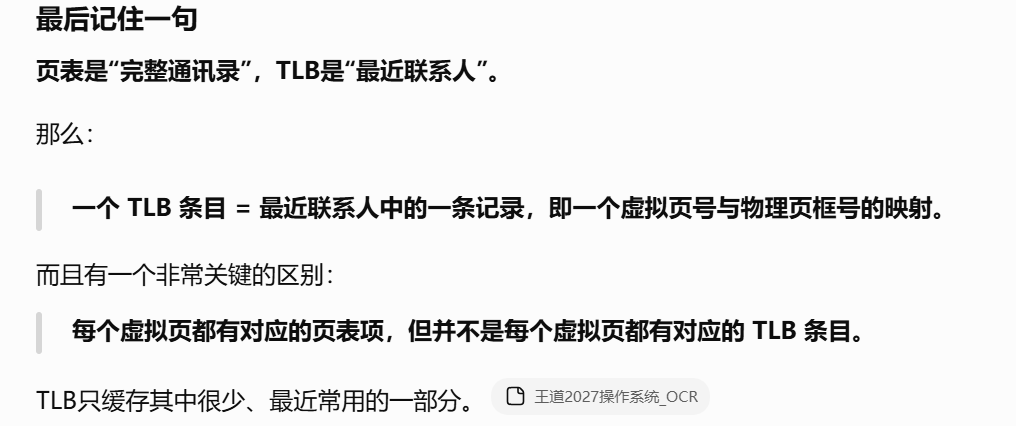 最后记住一句
页表是“完整通讯录”，TLB是“最近联系人”。
那么：
一个 TLB 条目 = 最近联系人中的一条记录，即一个虚拟页号与物理页框号的映射。
而且有一个非常关键的区别：
每个虚拟页都有对应的页表项，但并不是每个虚拟页都有对应的 TLB 条目。
TLB只缓存其中很少、最近常用的一部分。 王道2027操作系统_OCR